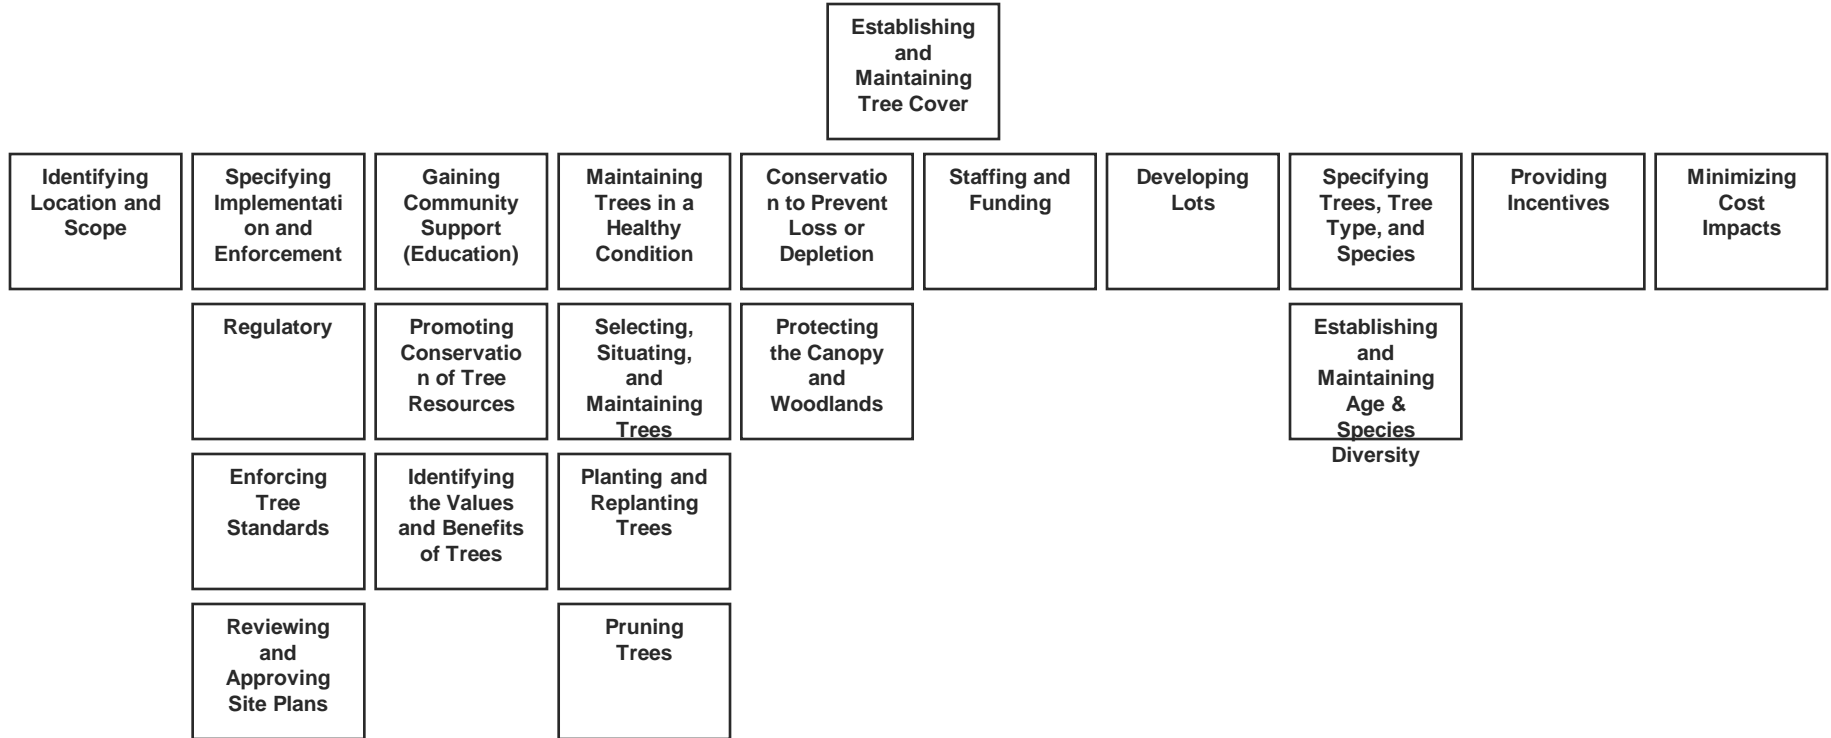 Establishing
and
Maintaining
Tree Cover
Identifying
Location and
Scope
Specifying
Implementati
on and
Enforcement
Gaining
Community
Support
(Education)
Maintaining
Trees in a
Healthy
Condition
Conservatio
n to Prevent
Loss or
Depletion
Staffing and
Funding
Developing
Lots
Specifying
Trees, Tree
Type, and
Species
Providing
Incentives
Minimizing
Cost
Impacts
Regulatory
Promoting
Conservatio
n of Tree
Resources
Selecting,
Situating,
and
Maintaining
Trees
Protecting
the Canopy
and
Woodlands
Establishing
and
Maintaining
Age &
Species
Diversity
Enforcing
Tree
Standards
Identifying
the Values
and Benefits
of Trees
Planting and
Replanting
Trees
Reviewing
and
Approving
Site Plans
Pruning
Trees